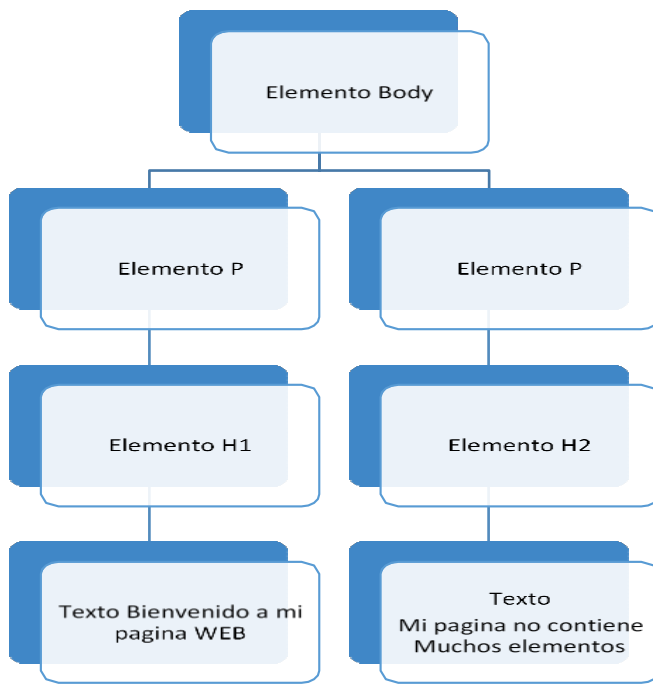 Elemento Body
Elemento P
Elemento P
Elemento H1
Elemento H2
Texto Bienvenido a mi
pagina WEB
Texto
Mi pagina no contiene
Muchos elementos